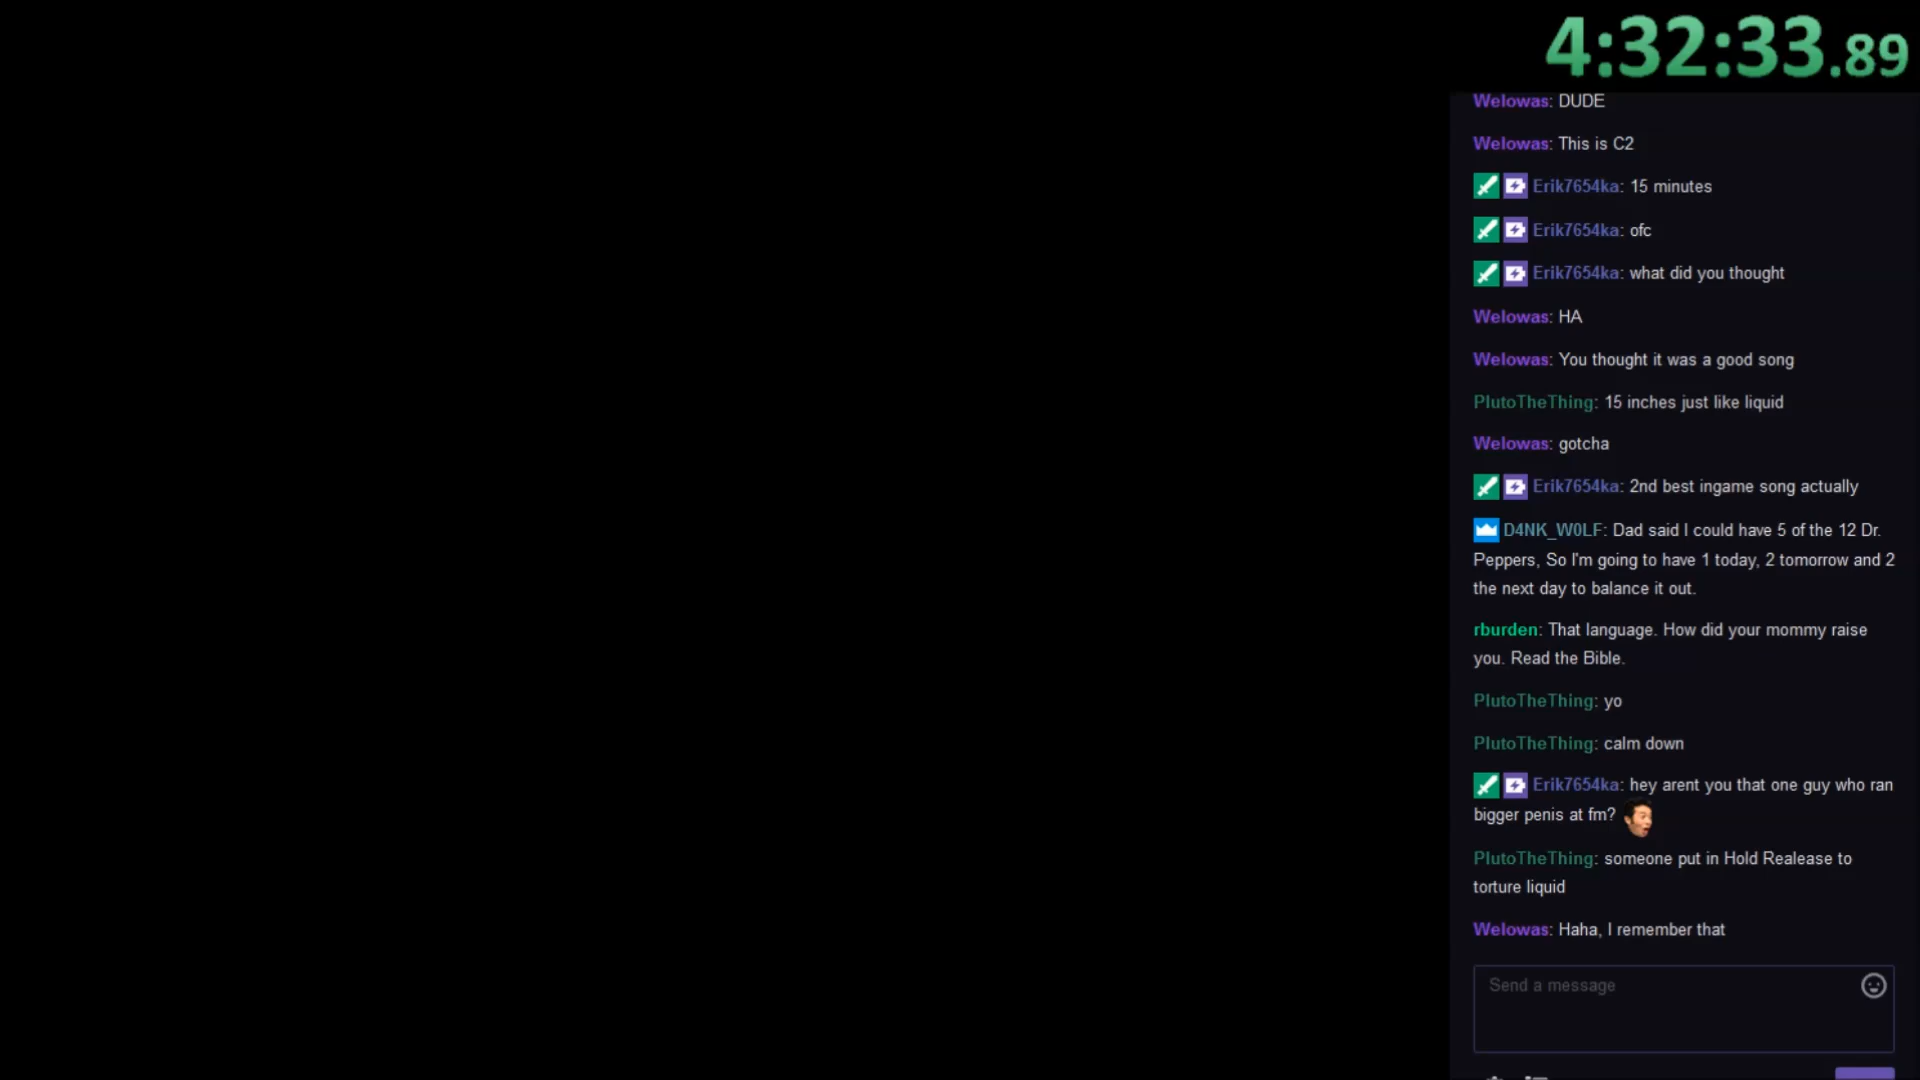 4:32:33.89
Welowas: DUDE
Welowas: This is C2
Erik7654ka: 15 minutes
Erik7654ka: ofc
Erik7654ka: what did you thought
Welowas: HA
Welowas: You thought it was a good song
PlutoTheThing: 15 inches just like liquid
Welowas: gotcha
Erik7654ka: 2nd best ingame song actually
D4NK_W0LF: Dad said I could have 5 of the 12 Dr.
Peppers, So I'm going to have 1 today, 2 tomorrow and 2
the next day to balance it out.
rburden: That language. How did your mommy raise
you. Read the Bible.
PlutoTheThing: yo
PlutoTheThing: calm down
Erik7654ka: hey arent you that one guy who ran
bigger penis at fm?
PlutoTheThing: someone put in Hold Realease to
torture liquid
Welowas: Haha, I remember that
Send a message